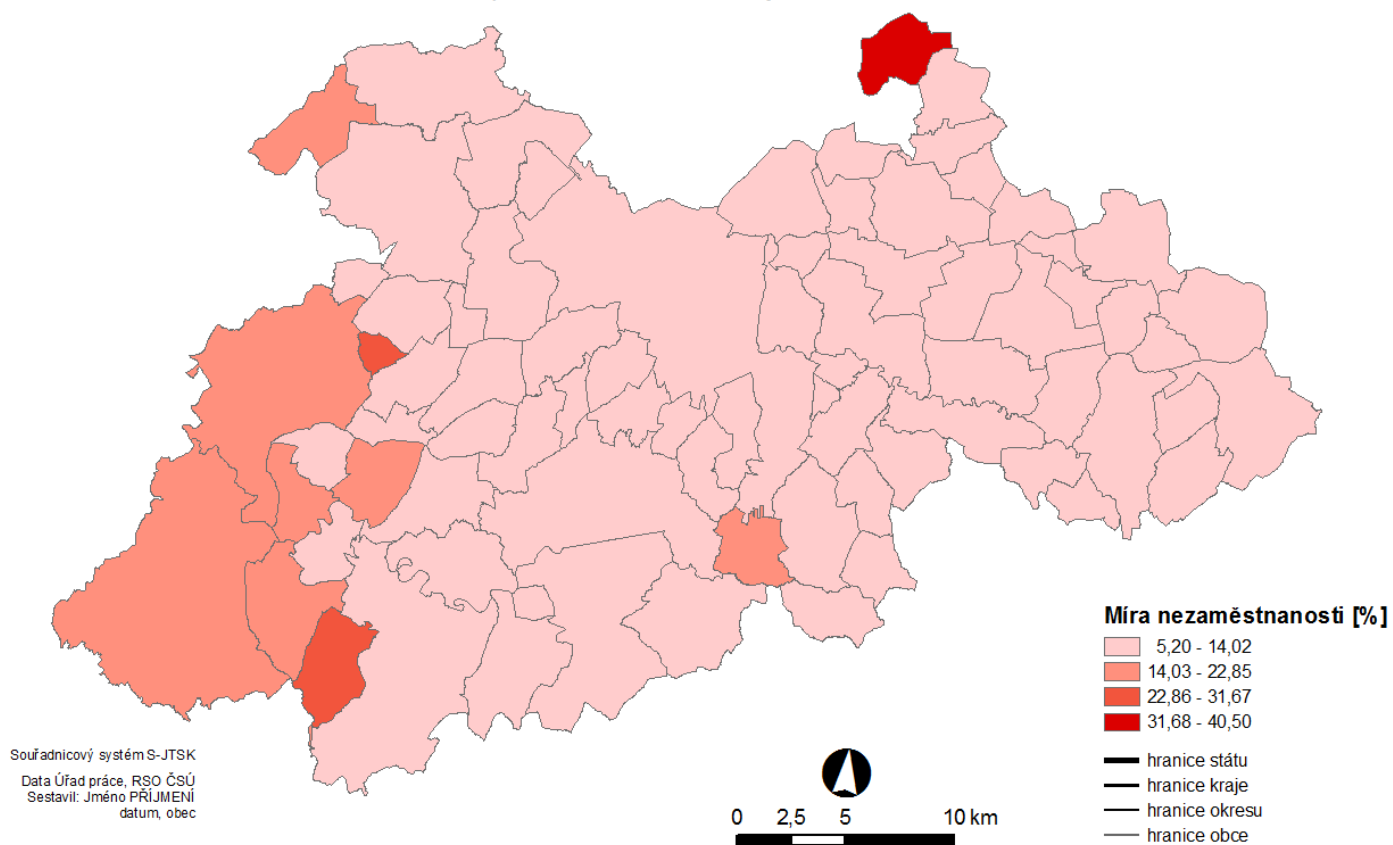 Míra nezaměstnanosti [%]
5,20 - 14,02
14,03 - 22,85
22,86 - 31,67
31,68 - 40,50
hranice státu
hranice kraje
hranice okresu
hranice obce
Souřadnicový systém S-JTSK
Data Úřad práce, RSO ČSÚ
Sestavil: Jméno PŘÍJMENÍ
datum, obec
0 2,5 5 10 km